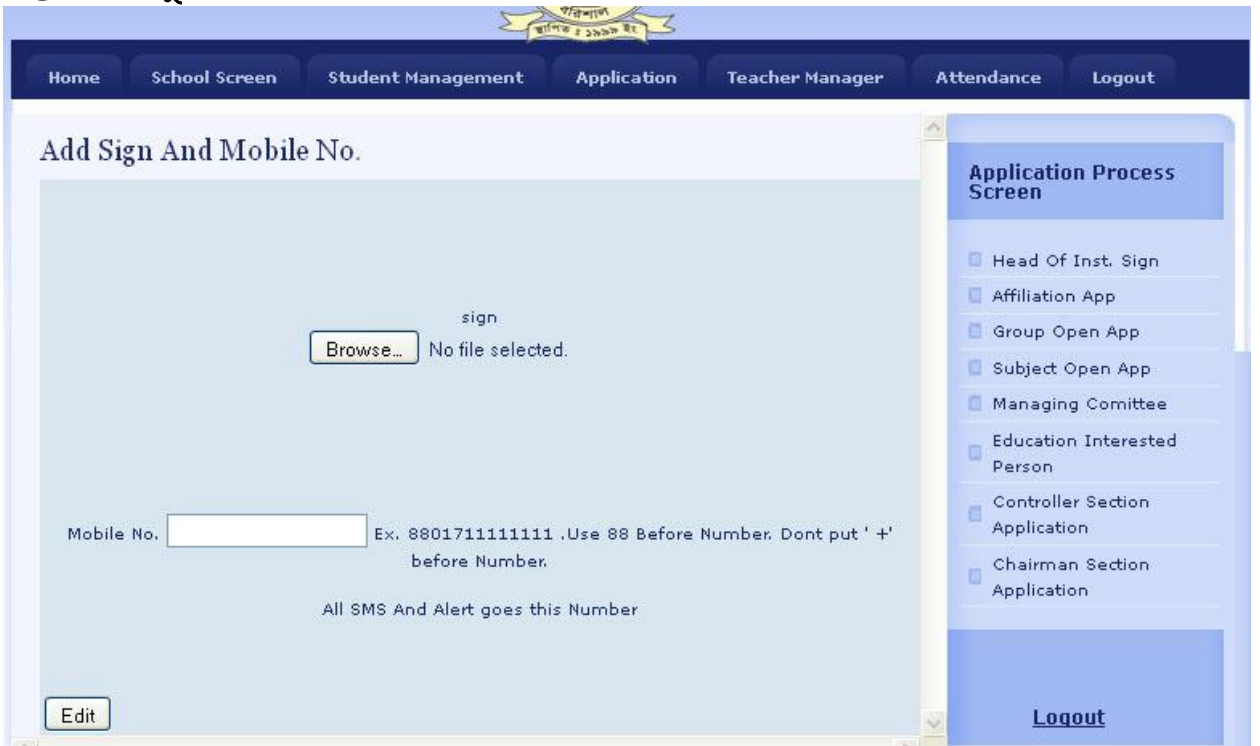 বরিশাল
স্থাপিত ঃ ১৯৯৯ ইং
Home School Screen Student Management Application Teacher Manager Attendance Logout
Add Sign And Mobile No.
sign
Browse... No file selected.
Mobile No. Ex. 8801711111111 .Use 88 Before Number. Dont put ' +'
before Number.
All SMS And Alert goes this Number
Edit
Application Process
Screen
Head Of Inst. Sign
Affiliation App
Group Open App
Subject Open App
Managing Comittee
Education Interested
Person
Controller Section
Application
Chairman Section
Application
Logout